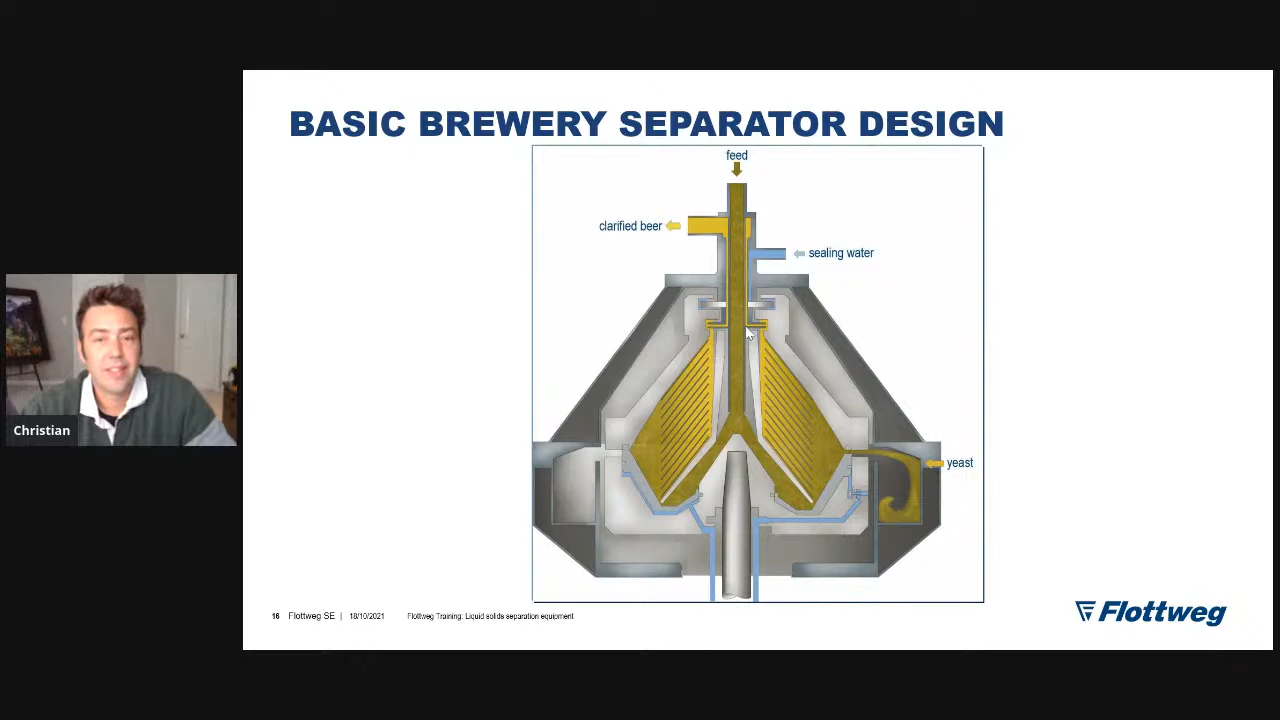 BASIC BREWERY SEPARATOR DESIGN
feed
clarified beer
sealing water
yeast
Christian
16 Flottweg SE | 18/10/2021 Flottweg Training: Liquid solids separation equipment
Flottweg